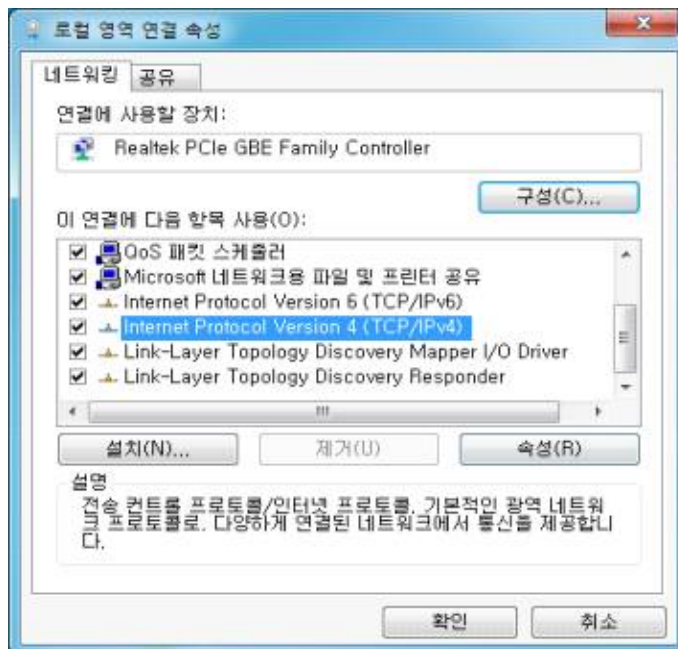 로컬 영역 연결 속성
네트워킹
공유
연결에 사용할 장치:
Realtek PCIe GBE Family Controller
구성(C)...
이 연결에 다음 항목 사용(O):
QoS 패킷 스케줄러
Microsoft 네트워크용 파일 및 프린터 공유
Internet Protocol Version 6 (TCP/IPv6)
Internet Protocol Version 4 (TCP/IPv4)
Link-Layer Topology Discovery Mapper I/O Driver
Link-Layer Topology Discovery Responder
설치(N)...
제거(U)
속성(R)
설명
전송 컨트롤 프로토콜/인터넷 프로토콜. 기본적인 광역 네트워
크 프로토콜로. 다양하게 연결된 네트워크에서 통신을 제공합니
다.
확인
취소